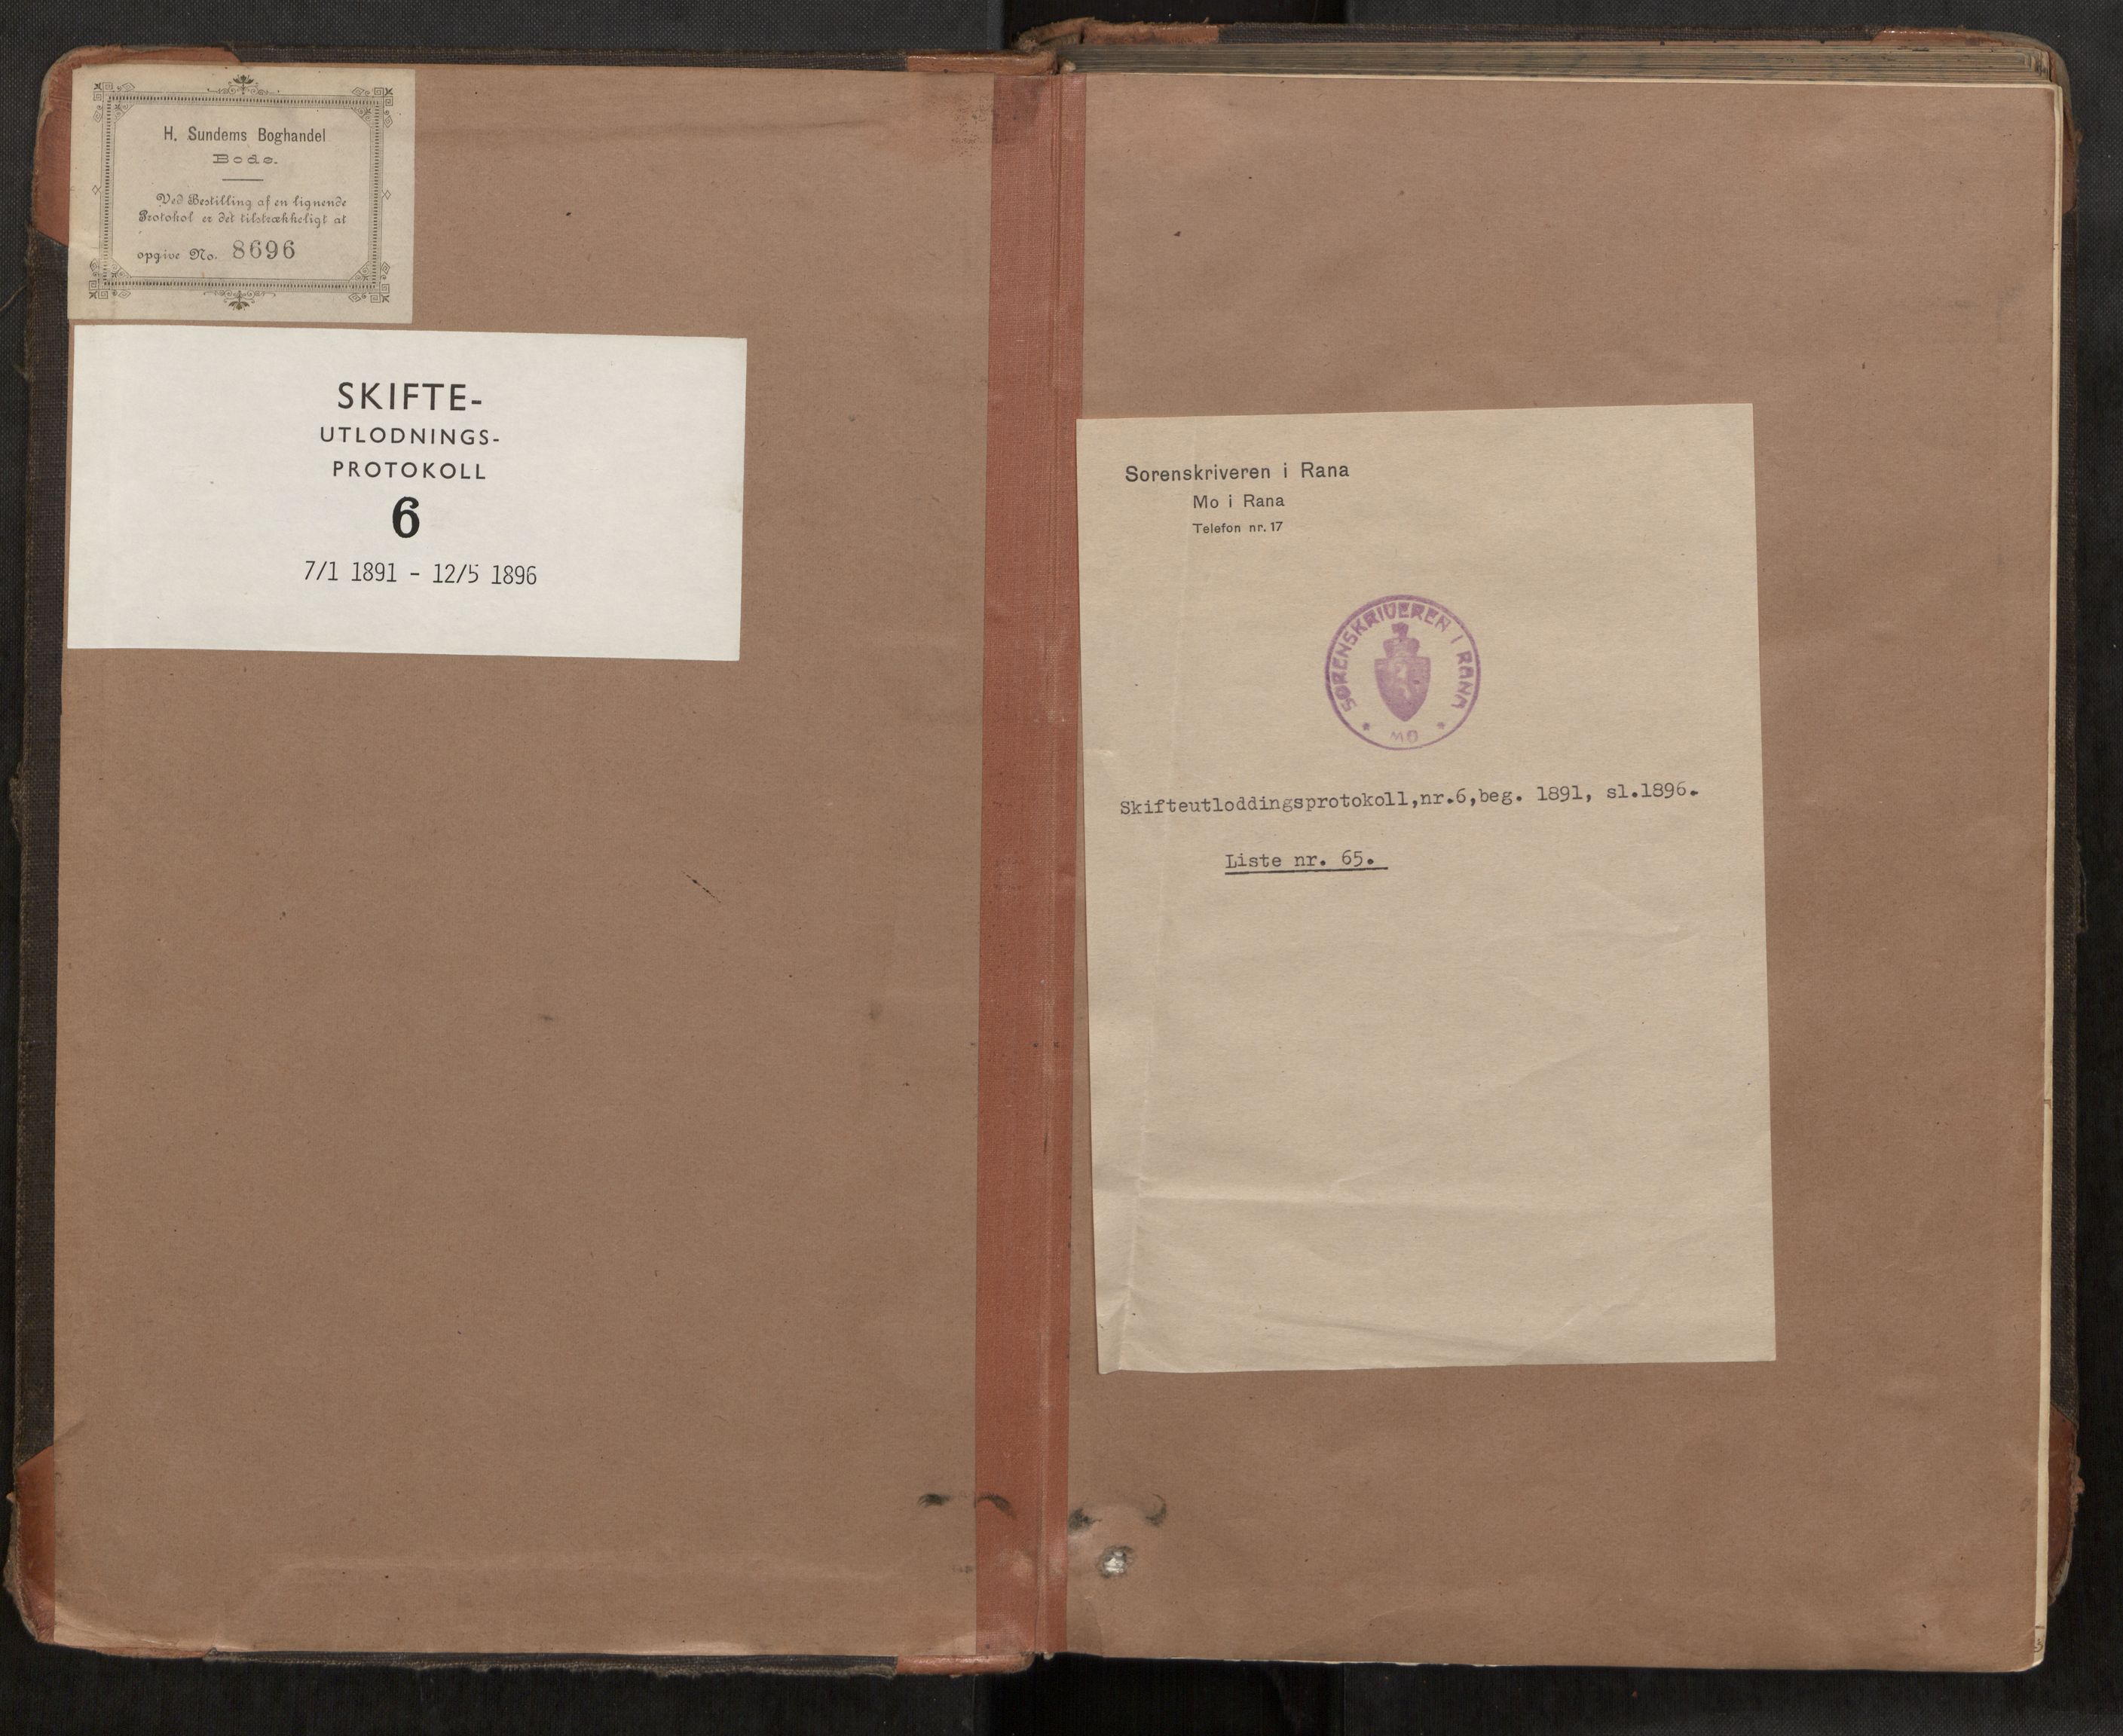 H. Sundems Boghandel
Bodø.
Ved Bestilling af en lignende
Protokol er det tilstrækkeligt at
opgive No. 8696
SKIFTE-
UTLODNINGS-
PROTOKOLL
6
7/1 1891 - 12/5 1896
Sorenskriveren i Rana
Mo i Rana
Telefon nr. 17
SORENSKRIVEREN I RANA
MO
Skifteutloddingsprotokoll,nr.6,beg. 1891, sl.1896.
Liste nr. 65.